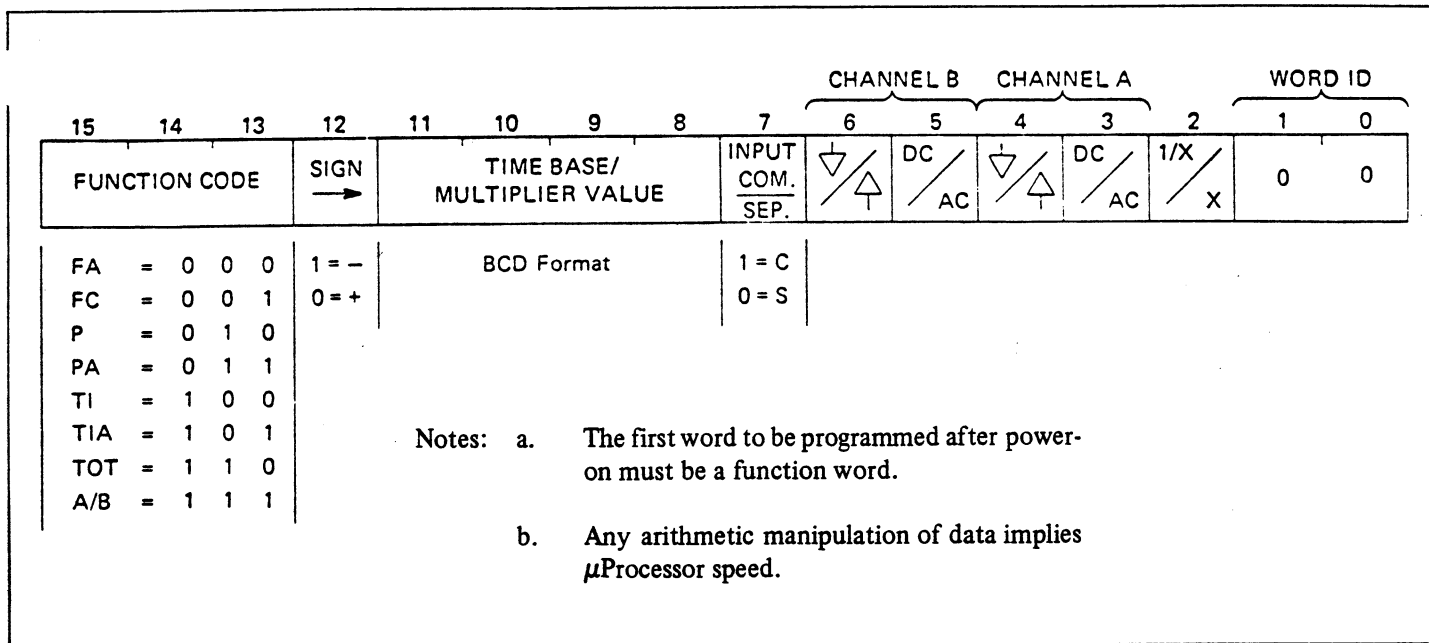 CHANNEL B CHANNEL A WORD ID
15 14 13 12 11 10 9 8 7 6 5 4 3 2 1 0
FUNCTION CODE
SIGN
TIME BASE/
MULTIPLIER VALUE
INPUT
COM.
SEP.
DC
AC
DC
AC
1/X
X
0 0
FA = 0 0 0
FC = 0 0 1
P = 0 1 0
PA = 0 1 1
TI = 1 0 0
TIA = 1 0 1
TOT = 1 1 0
A/B = 1 1 1
1 = −
0 = +
BCD Format
1 = C
0 = S
Notes: a. The first word to be programmed after power-
on must be a function word.
b. Any arithmetic manipulation of data implies
μProcessor speed.